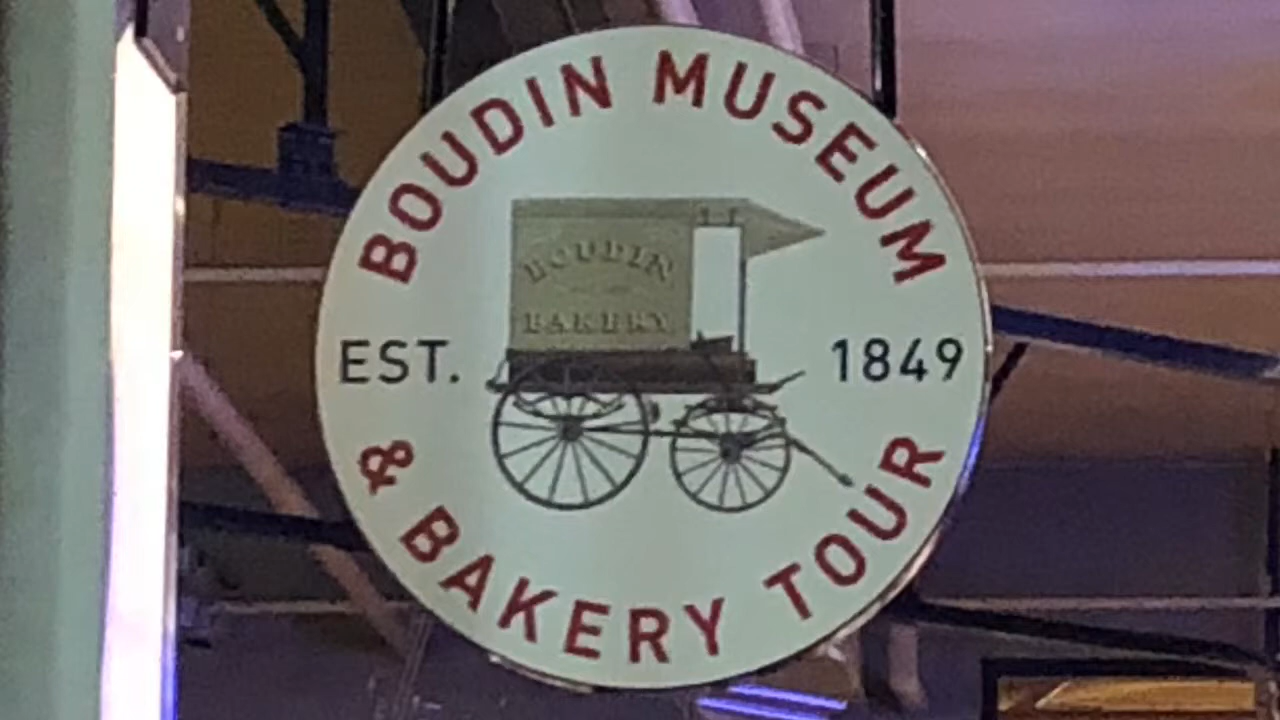 BOUDIN MUSEUM
BOUDIN
BAKERY
EST. 1849
& BAKERY TOUR